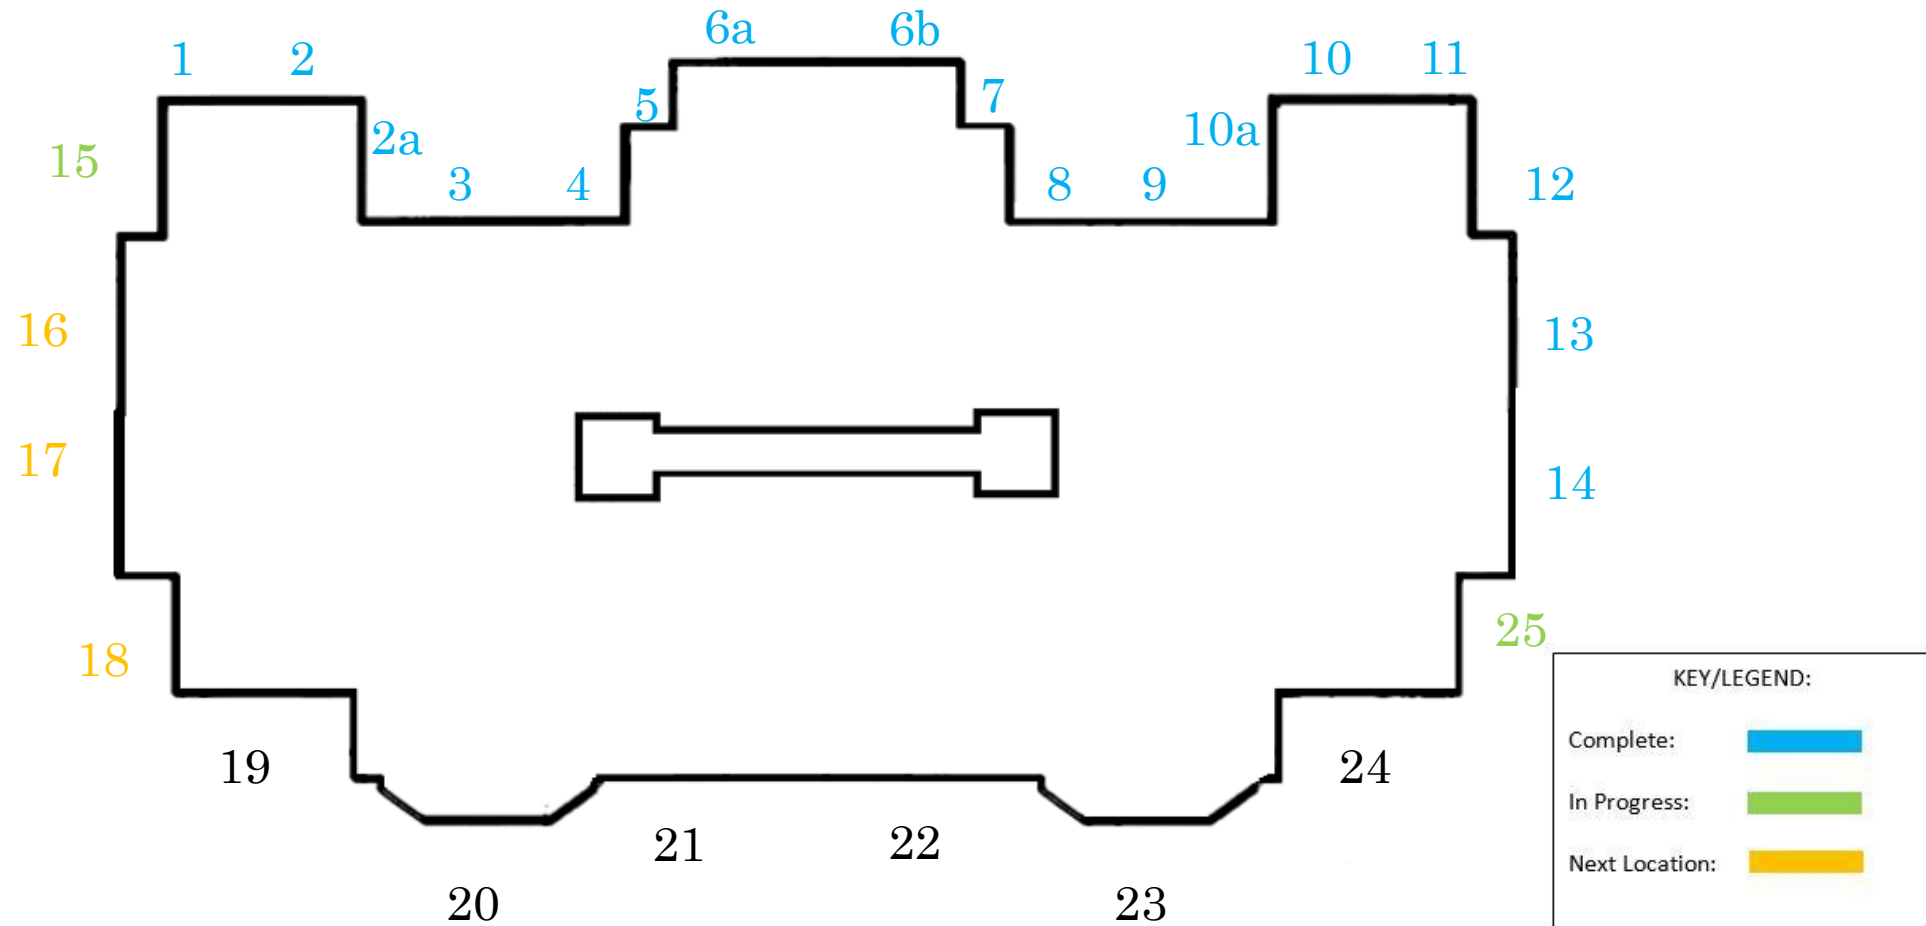 6a 6b
1 2 10 11
5 7
2a 10a
15
3 4 8 9 12
16 13
17 14
18 25
KEY/LEGEND:
Complete:
In Progress:
Next Location:
19 24
21 22
20 23